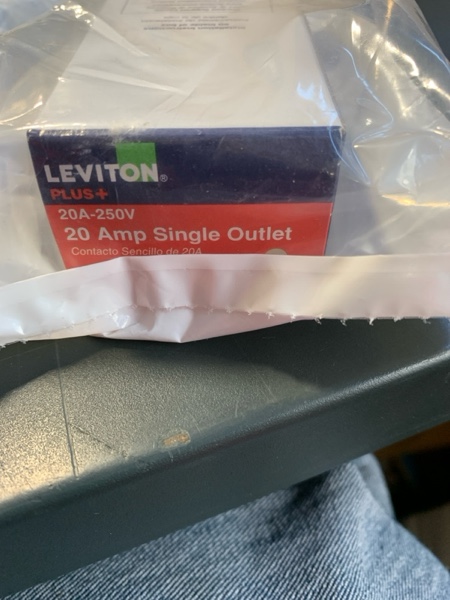 LEVITON®
PLUS+
20A-250V
20 Amp Single Outlet
Contacto Sencillo de 20A